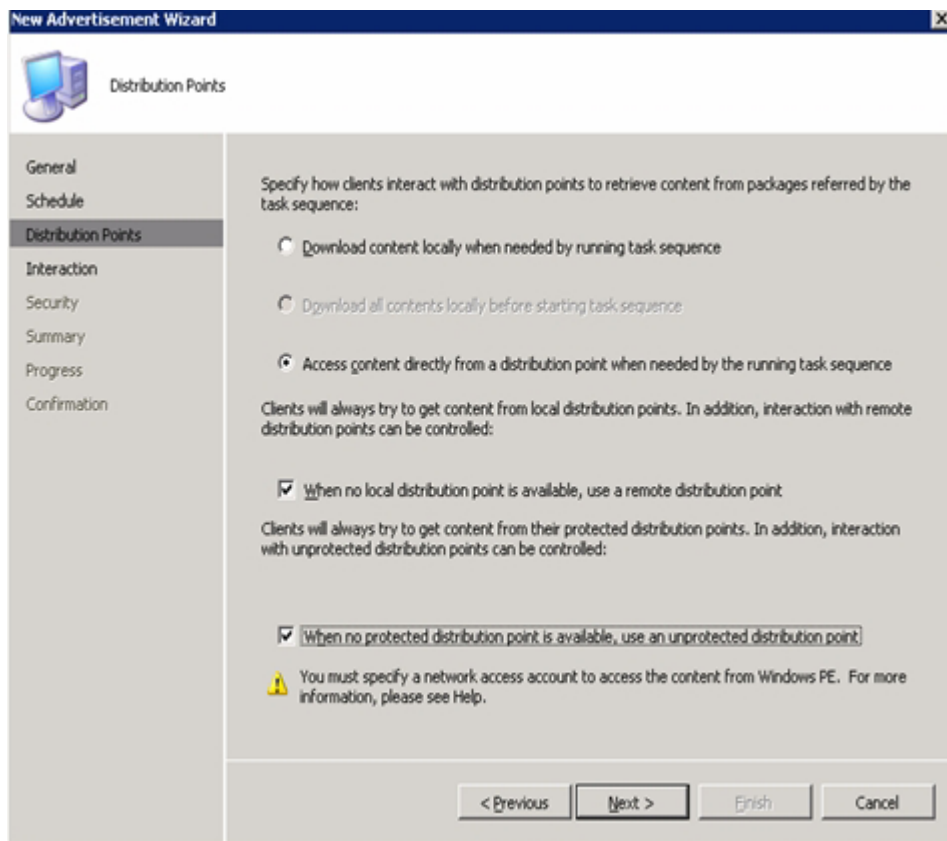 New Advertisement Wizard
Distribution Points
General
Schedule
Distribution Points
Interaction
Security
Summary
Progress
Confirmation
Specify how clients interact with distribution points to retrieve content from packages referred by the
task sequence:
Download content locally when needed by running task sequence
Download all contents locally before starting task sequence
Access content directly from a distribution point when needed by the running task sequence
Clients will always try to get content from local distribution points. In addition, interaction with remote
distribution points can be controlled:
When no local distribution point is available, use a remote distribution point
Clients will always try to get content from their protected distribution points. In addition, interaction
with unprotected distribution points can be controlled:
When no protected distribution point is available, use an unprotected distribution point
You must specify a network access account to access the content from Windows PE. For more
information, please see Help.
< Previous
Next >
Finish
Cancel